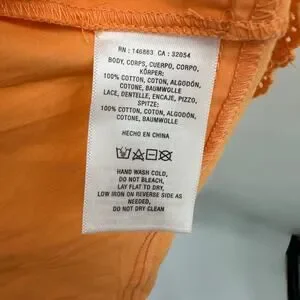 RN : 146883 CA : 32054
BODY, CORPS, CUERPO, CORPO,
KÖRPER:
100% COTTON, COTON, ALGODÓN,
COTONE, BAUMWOLLE
LACE, DENTELLE, ENCAJE, PIZZO,
SPITZE:
100% COTTON, COTON, ALGODÓN,
COTONE, BAUMWOLLE
HECHO EN CHINA
HAND WASH COLD,
DO NOT BLEACH,
LAY FLAT TO DRY,
LOW IRON ON REVERSE SIDE AS
NEEDED,
DO NOT DRY CLEAN